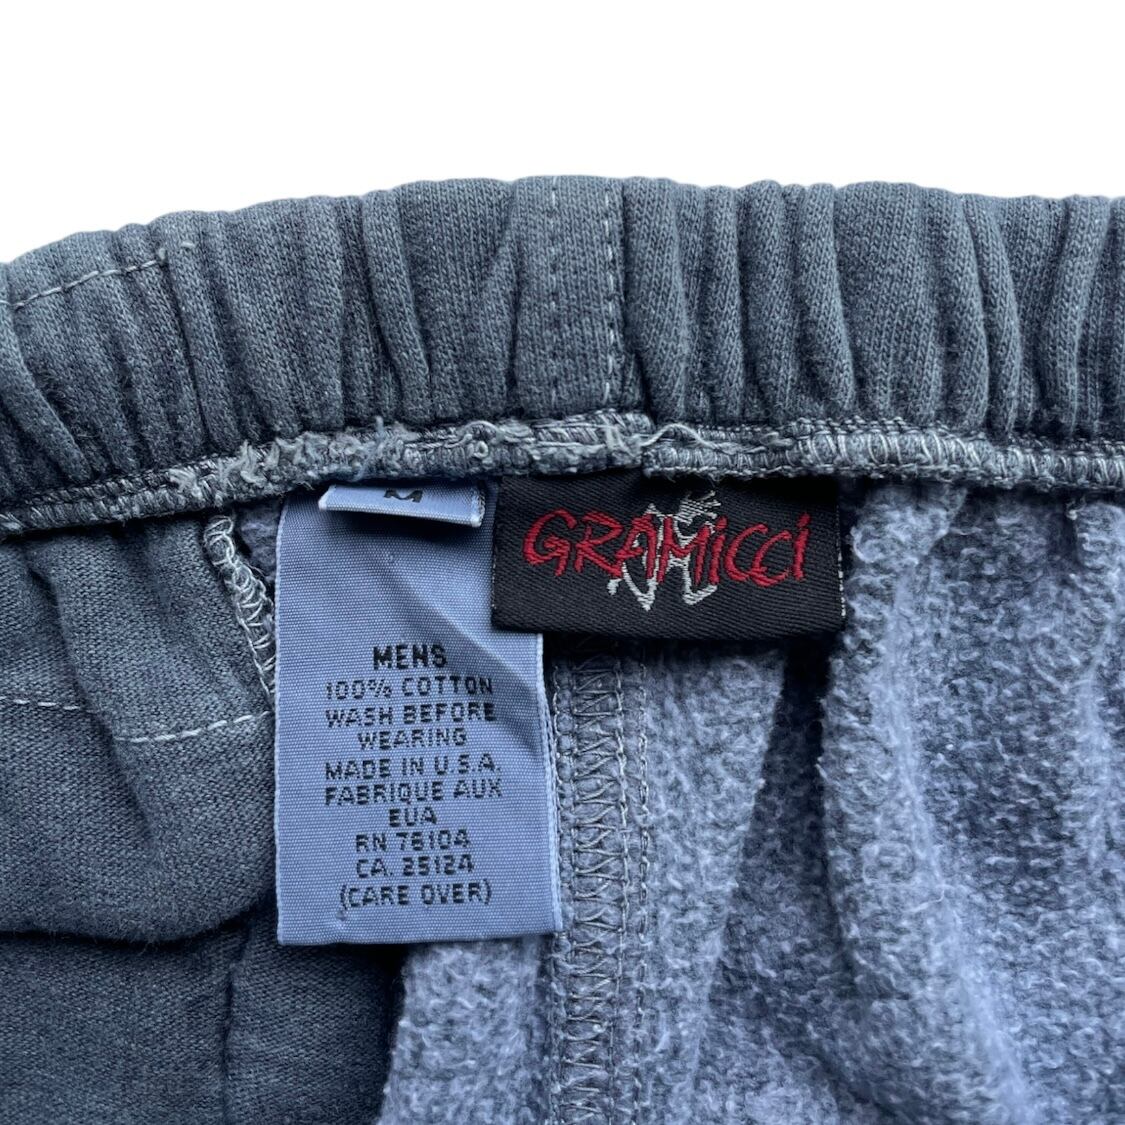 M
GRAMICCI
MENS
100% COTTON
WASH BEFORE
WEARING
MADE IN U.S.A.
FABRIQUE AUX
EUA
RN 78104
CA. 25124
(CARE OVER)